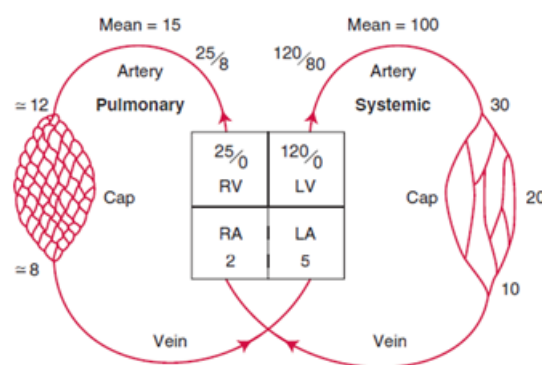 Mean = 15
Mean = 100
25/8
120/80
Artery
Artery
Pulmonary
Systemic
≃ 12
30
25/0
120/0
RV
LV
Cap
Cap
20
RA
LA
2
5
≃ 8
10
Vein
Vein